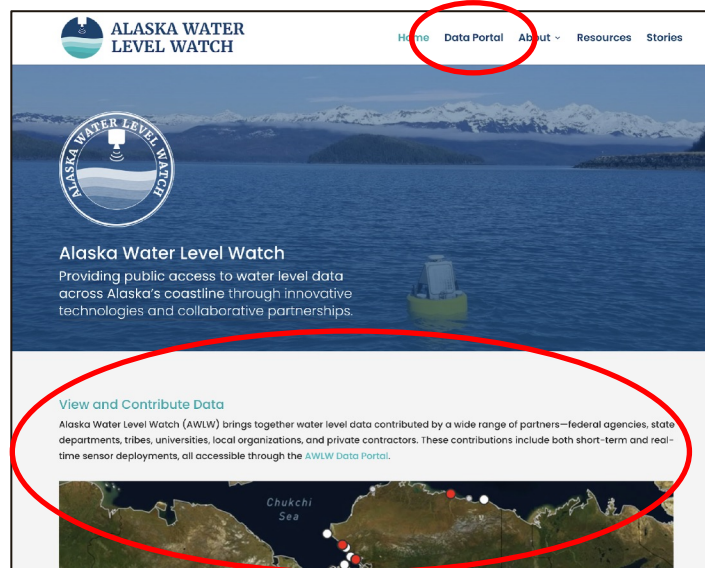 ALASKA WATER
LEVEL WATCH
Home Data Portal About Resources Stories
ALASKA WATER LEVEL WATCH
Alaska Water Level Watch
Providing public access to water level data
across Alaska's coastline through innovative
technologies and collaborative partnerships.
View and Contribute Data
Alaska Water Level Watch (AWLW) brings together water level data contributed by a wide range of partners—federal agencies, state
departments, tribes, universities, local organizations, and private contractors. These contributions include both short-term and real-
time sensor deployments, all accessible through the AWLW Data Portal.
Chukchi
Sea